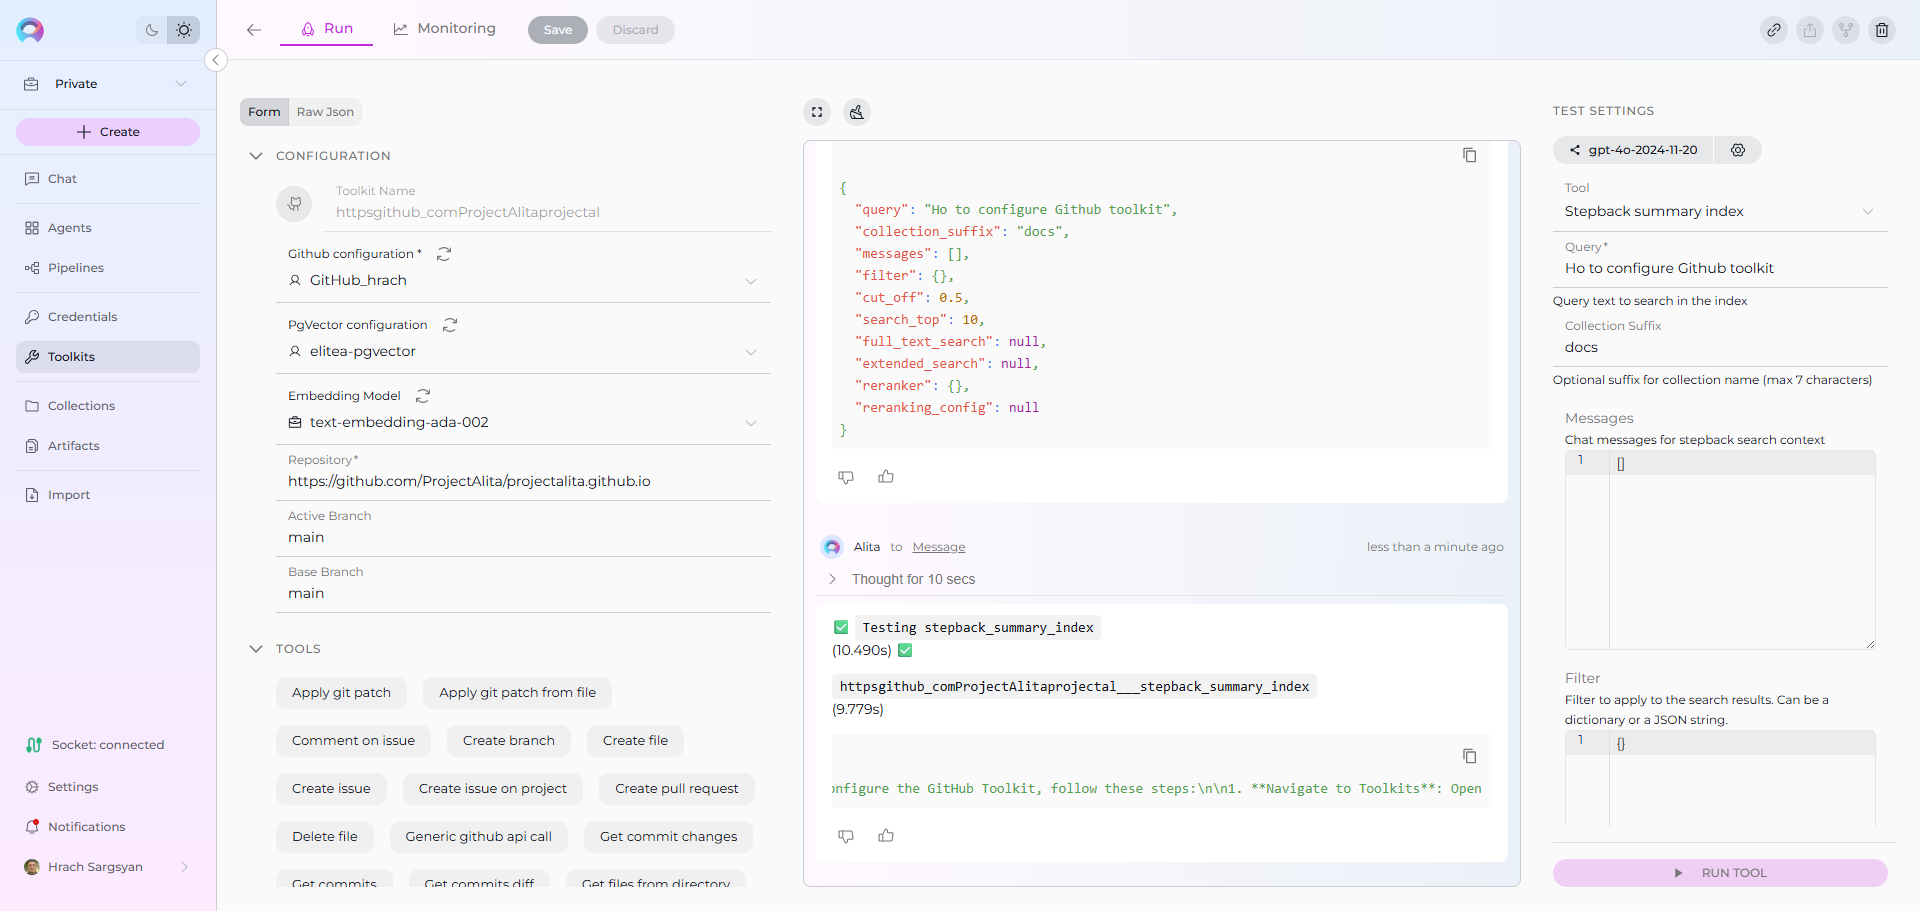 Run
Monitoring
Save
Discard
Private
Create
Chat
Agents
Pipelines
Credentials
Toolkits
Collections
Artifacts
Import
Socket: connected
Settings
Notifications
Hrach Sargsyan
Form
Raw Json
CONFIGURATION
Toolkit Name
httpsgithub_comProjectAlitaprojectal
Github configuration *
GitHub_hrach
PgVector configuration
elitea-pgvector
Embedding Model
text-embedding-ada-002
Repository*
https://github.com/ProjectAlita/projectalita.github.io
Active Branch
main
Base Branch
main
TOOLS
Apply git patch
Apply git patch from file
Comment on issue
Create branch
Create file
Create issue
Create issue on project
Create pull request
Delete file
Generic github api call
Get commit changes
Get commits
Get commits diff
Get files from directory
{
"query": "Ho to configure Github toolkit",
"collection_suffix": "docs",
"messages": [],
"filter": {},
"cut_off": 0.5,
"search_top": 10,
"full_text_search": null,
"extended_search": null,
"reranker": {},
"reranking_config": null
}
Alita to Message
less than a minute ago
Thought for 10 secs
✅ Testing stepback_summary_index
(10.490s) ✅
httpsgithub_comProjectAlitaprojectal___stepback_summary_index
(9.779s)
onfigure the GitHub Toolkit, follow these steps:\n\n1. **Navigate to Toolkits**: Open
TEST SETTINGS
gpt-4o-2024-11-20
Tool
Stepback summary index
Query*
Ho to configure Github toolkit
Query text to search in the index
Collection Suffix
docs
Optional suffix for collection name (max 7 characters)
Messages
Chat messages for stepback search context
1 []
Filter
Filter to apply to the search results. Can be a
dictionary or a JSON string.
1 {}
RUN TOOL